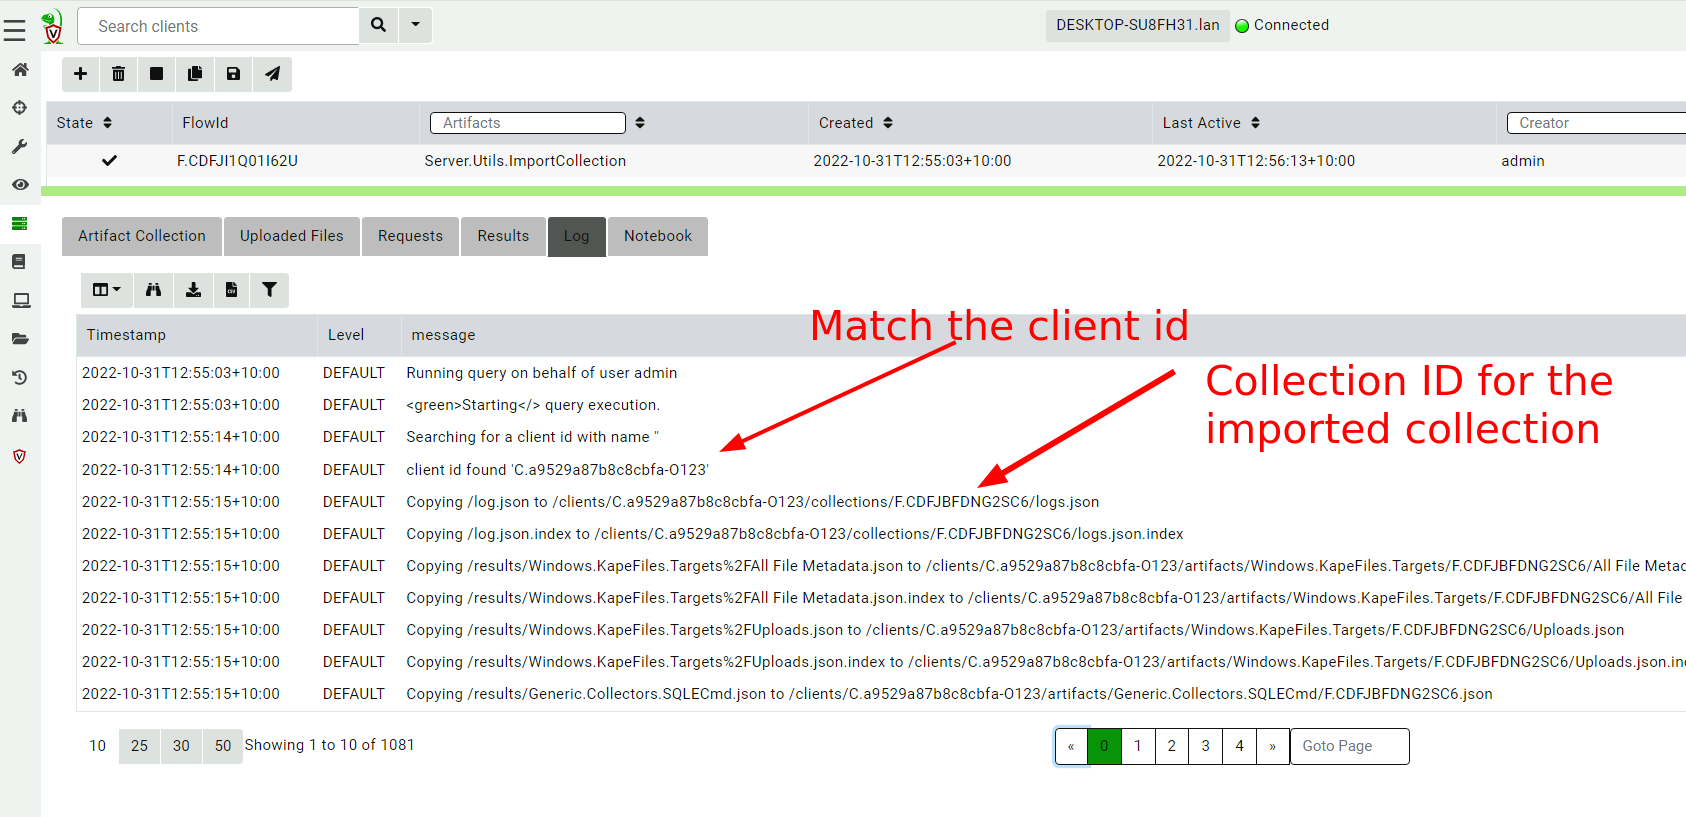 Search clients
DESKTOP-SU8FH31.lan Connected
State FlowId Artifacts Created Last Active Creator
F.CDFJI1Q01I62U Server.Utils.ImportCollection 2022-10-31T12:55:03+10:00 2022-10-31T12:56:13+10:00 admin
Artifact Collection Uploaded Files Requests Results Log Notebook
CSV
Match the client id
Timestamp Level message
Collection ID for the
imported collection
2022-10-31T12:55:03+10:00 DEFAULT Running query on behalf of user admin
2022-10-31T12:55:03+10:00 DEFAULT <green>Starting</> query execution.
2022-10-31T12:55:14+10:00 DEFAULT Searching for a client id with name ''
2022-10-31T12:55:14+10:00 DEFAULT client id found 'C.a9529a87b8c8cbfa-O123'
2022-10-31T12:55:15+10:00 DEFAULT Copying /log.json to /clients/C.a9529a87b8c8cbfa-O123/collections/F.CDFJBFDNG2SC6/logs.json
2022-10-31T12:55:15+10:00 DEFAULT Copying /log.json.index to /clients/C.a9529a87b8c8cbfa-O123/collections/F.CDFJBFDNG2SC6/logs.json.index
2022-10-31T12:55:15+10:00 DEFAULT Copying /results/Windows.KapeFiles.Targets%2FAll File Metadata.json to /clients/C.a9529a87b8c8cbfa-O123/artifacts/Windows.KapeFiles.Targets/F.CDFJBFDNG2SC6/All File Metad
2022-10-31T12:55:15+10:00 DEFAULT Copying /results/Windows.KapeFiles.Targets%2FAll File Metadata.json.index to /clients/C.a9529a87b8c8cbfa-O123/artifacts/Windows.KapeFiles.Targets/F.CDFJBFDNG2SC6/All File
2022-10-31T12:55:15+10:00 DEFAULT Copying /results/Windows.KapeFiles.Targets%2FUploads.json to /clients/C.a9529a87b8c8cbfa-O123/artifacts/Windows.KapeFiles.Targets/F.CDFJBFDNG2SC6/Uploads.json
2022-10-31T12:55:15+10:00 DEFAULT Copying /results/Windows.KapeFiles.Targets%2FUploads.json.index to /clients/C.a9529a87b8c8cbfa-O123/artifacts/Windows.KapeFiles.Targets/F.CDFJBFDNG2SC6/Uploads.json.in
2022-10-31T12:55:15+10:00 DEFAULT Copying /results/Generic.Collectors.SQLECmd.json to /clients/C.a9529a87b8c8cbfa-O123/artifacts/Generic.Collectors.SQLECmd/F.CDFJBFDNG2SC6.json
10 25 30 50 Showing 1 to 10 of 1081 « 0 1 2 3 4 » Goto Page